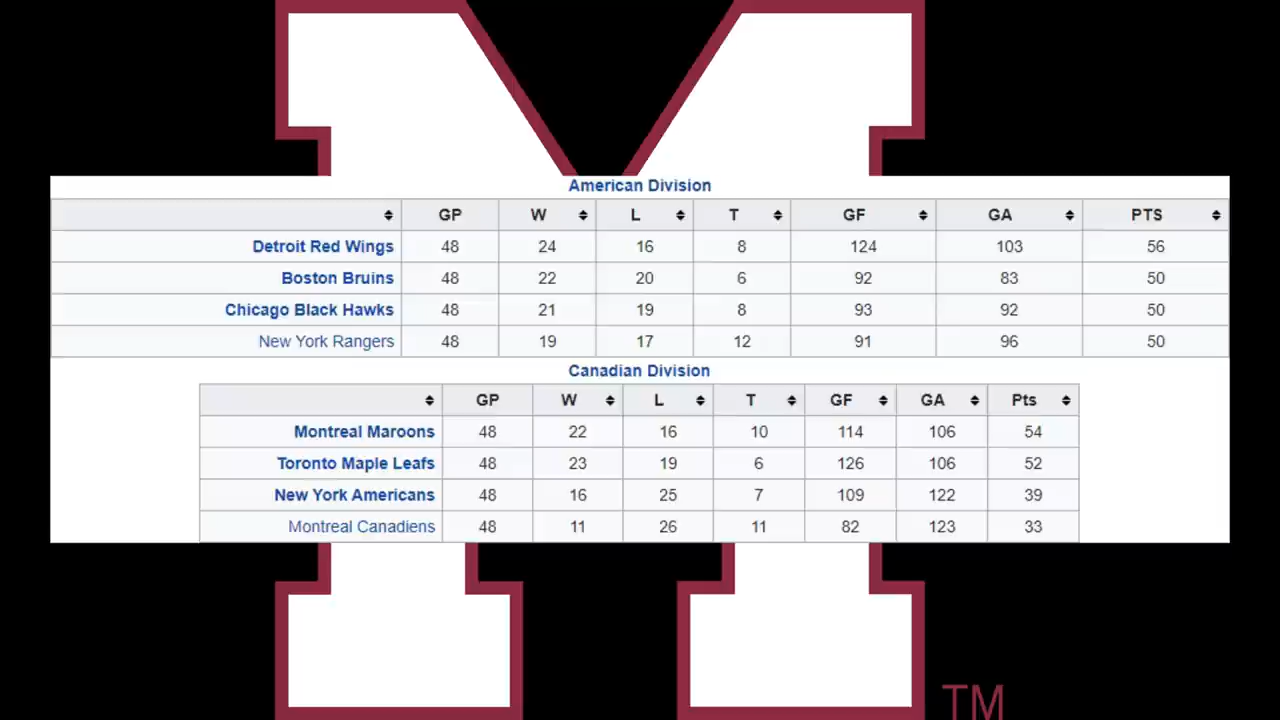 American Division
GP W L T GF GA PTS
Detroit Red Wings 48 24 16 8 124 103 56
Boston Bruins 48 22 20 6 92 83 50
Chicago Black Hawks 48 21 19 8 93 92 50
New York Rangers 48 19 17 12 91 96 50
Canadian Division
GP W L T GF GA Pts
Montreal Maroons 48 22 16 10 114 106 54
Toronto Maple Leafs 48 23 19 6 126 106 52
New York Americans 48 16 25 7 109 122 39
Montreal Canadiens 48 11 26 11 82 123 33
TM